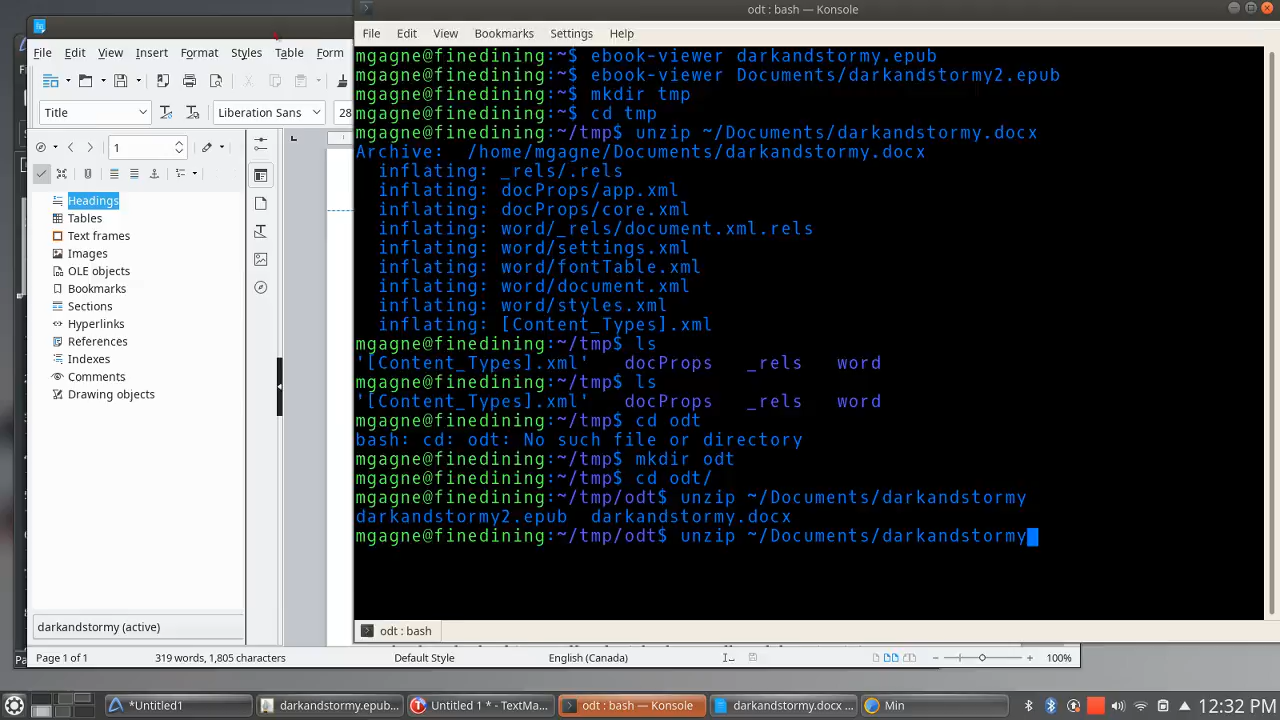 odt : bash — Konsole
File Edit View Bookmarks Settings Help
File Edit View Insert Format Styles Table Form
Title
Liberation Sans
28
1
Headings
Tables
Text frames
Images
OLE objects
Bookmarks
Sections
Hyperlinks
References
Indexes
Comments
Drawing objects
darkandstormy (active)
Page 1 of 1 319 words, 1,805 characters Default Style English (Canada) 100%
mgagne@finedining:~$ ebook-viewer darkandstormy.epub
mgagne@finedining:~$ ebook-viewer Documents/darkandstormy2.epub
mgagne@finedining:~$ mkdir tmp
mgagne@finedining:~$ cd tmp
mgagne@finedining:~/tmp$ unzip ~/Documents/darkandstormy.docx
Archive:  /home/mgagne/Documents/darkandstormy.docx
  inflating: _rels/.rels
  inflating: docProps/app.xml
  inflating: docProps/core.xml
  inflating: word/_rels/document.xml.rels
  inflating: word/settings.xml
  inflating: word/fontTable.xml
  inflating: word/document.xml
  inflating: word/styles.xml
  inflating: [Content_Types].xml
mgagne@finedining:~/tmp$ ls
'[Content_Types].xml'   docProps   _rels   word
mgagne@finedining:~/tmp$ ls
'[Content_Types].xml'   docProps   _rels   word
mgagne@finedining:~/tmp$ cd odt
bash: cd: odt: No such file or directory
mgagne@finedining:~/tmp$ mkdir odt
mgagne@finedining:~/tmp$ cd odt/
mgagne@finedining:~/tmp/odt$ unzip ~/Documents/darkandstormy
darkandstormy2.epub  darkandstormy.docx
mgagne@finedining:~/tmp/odt$ unzip ~/Documents/darkandstormy
odt : bash
*Untitled1 darkandstormy.epub... Untitled 1 * - TextMa... odt : bash — Konsole darkandstormy.docx ... Min 12:32 PM